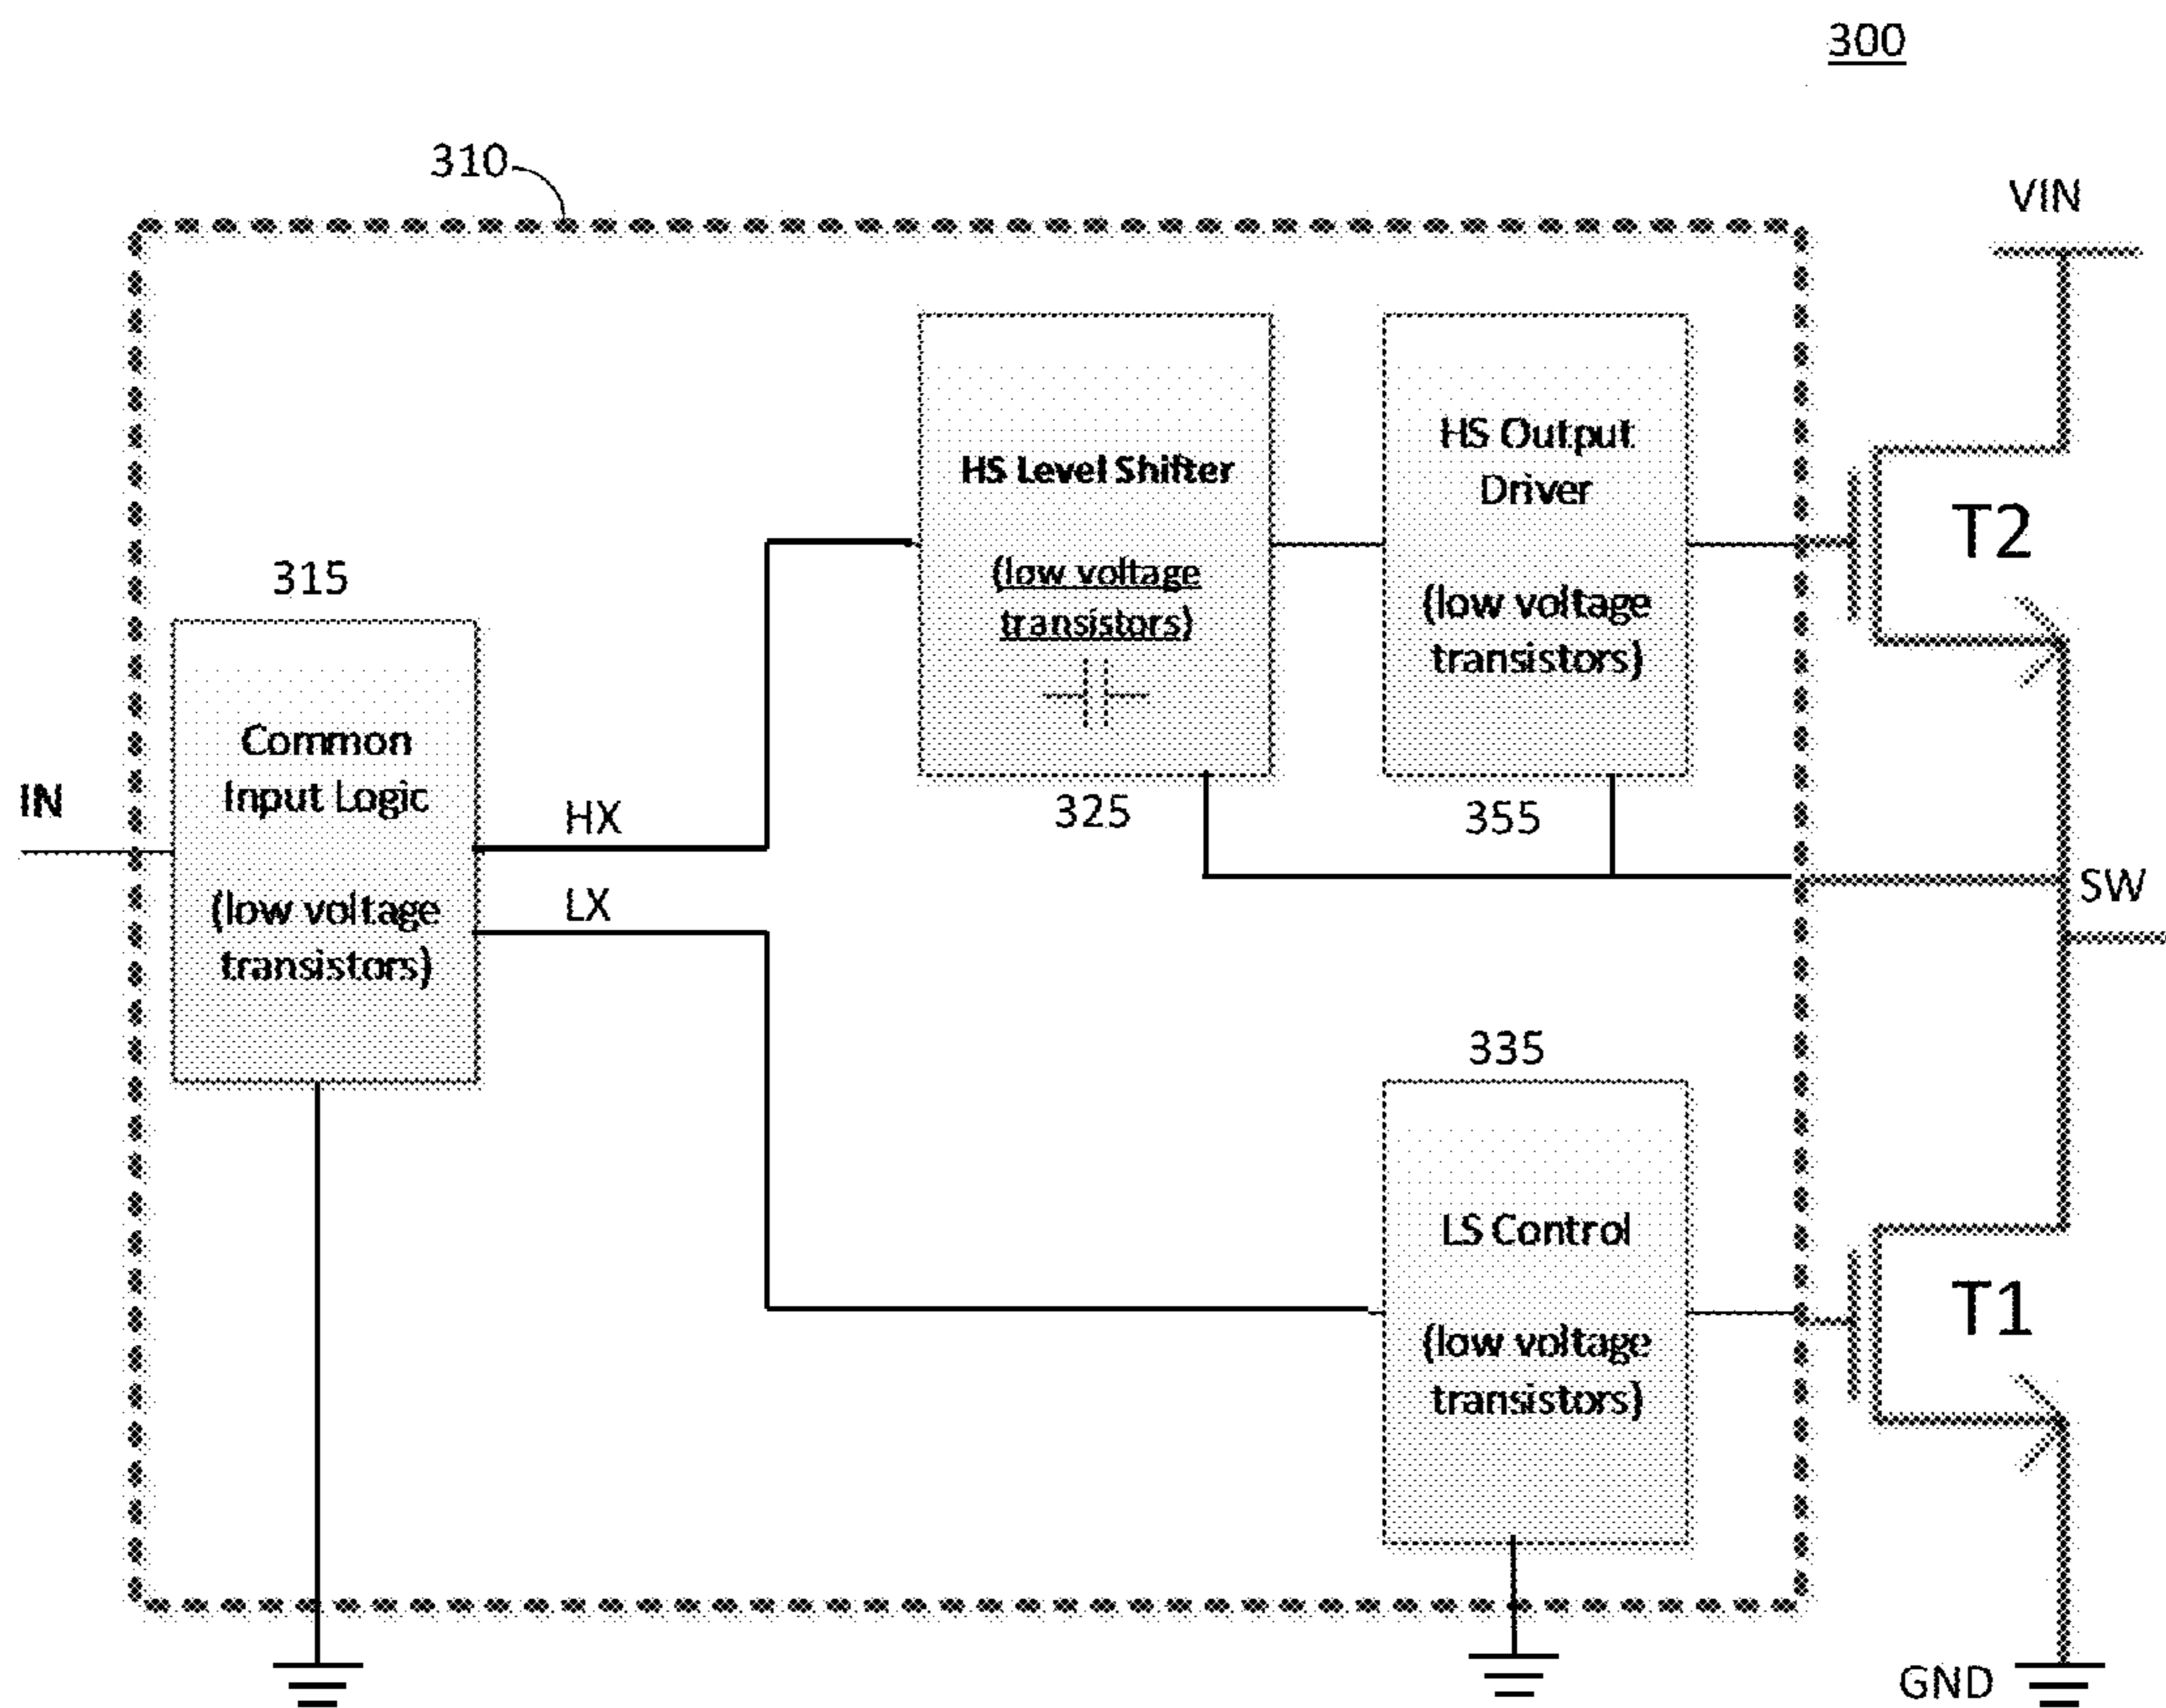 300
310
VIN
HS Level Shifter
(low voltage
transistors)
325
HS Output
Driver
(low voltage
transistors)
355
T2
315
Common
Input Logic
(low voltage
transistors)
IN
HX
LX
SW
335
LS Control
(low voltage
transistors)
T1
GND